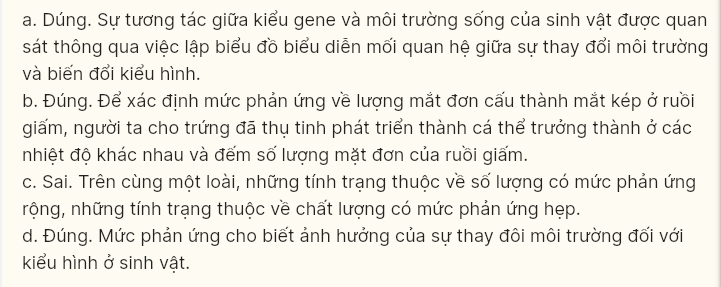 a. Dúng. Sự tương tác giữa kiểu gene và môi trường sống của sinh vật được quan
sát thông qua việc lập biểu đồ biểu diễn mối quan hệ giữa sự thay đổi môi trường
và biến đổi kiểu hình.
b. Đúng. Để xác định mức phản ứng về lượng mắt đơn cấu thành mắt kép ở ruồi
giấm, người ta cho trứng đã thụ tinh phát triển thành cá thể trưởng thành ở các
nhiệt độ khác nhau và đếm số lượng mặt đơn của ruồi giấm.
c. Sai. Trên cùng một loài, những tính trạng thuộc về số lượng có mức phản ứng
rộng, những tính trạng thuộc về chất lượng có mức phản ứng hẹp.
d. Đúng. Mức phản ứng cho biết ảnh hưởng của sự thay đôi môi trường đối với
kiểu hình ở sinh vật.